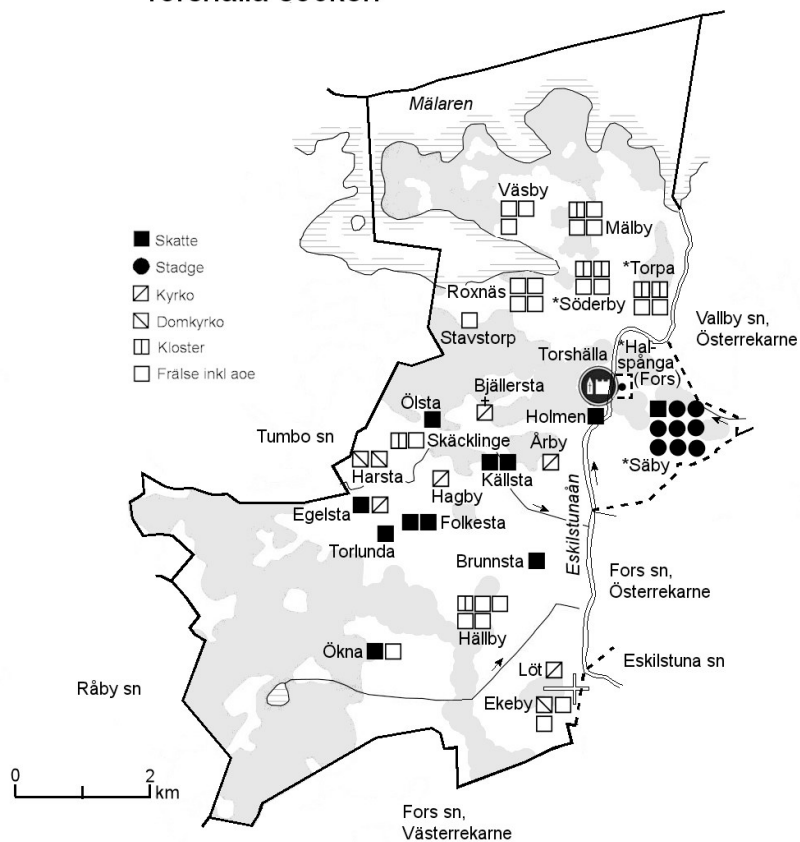 Torshälla socken
Mälaren
Väsby
Mälby
Skatte
Stadge
Kyrko
Domkyrko
Kloster
Frälse inkl aoe
*Torpa
Roxnäs
*Söderby
Stavstorp
Vallby sn,
Österrekarne
Torshälla
*Hal-
spånga
(Fors)
Bjällersta
Ölsta
Holmen
Tumbo sn
Skäcklinge
Årby
Harsta
Källsta
*Säby
Hagby
Egelsta
Folkesta
Torlunda
Eskilstunaån
Brunnsta
Fors sn,
Österrekarne
Hällby
Ökna
Löt
Eskilstuna sn
Råby sn
Ekeby
0 2
km
Fors sn,
Västerrekarne